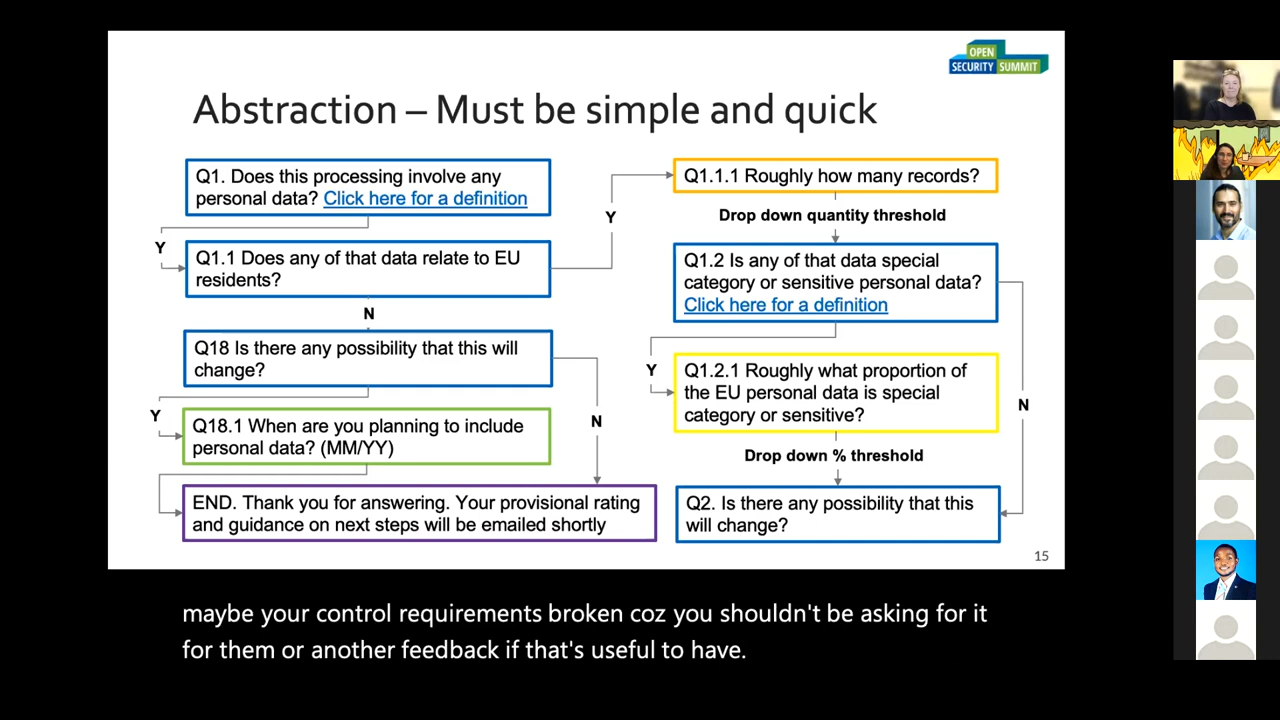 OPEN
SECURITY SUMMIT
Abstraction – Must be simple and quick
Q1. Does this processing involve any
personal data? Click here for a definition
Y
Q1.1 Does any of that data relate to EU
residents?
N
Q18 Is there any possibility that this will
change?
Y
Q18.1 When are you planning to include
personal data? (MM/YY)
N
END. Thank you for answering. Your provisional rating
and guidance on next steps will be emailed shortly
Y
Q1.1.1 Roughly how many records?
Drop down quantity threshold
Q1.2 Is any of that data special
category or sensitive personal data?
Click here for a definition
Y
Q1.2.1 Roughly what proportion of
the EU personal data is special
category or sensitive?
N
Drop down % threshold
Q2. Is there any possibility that this
will change?
15
maybe your control requirements broken coz you shouldn't be asking for it
for them or another feedback if that's useful to have.